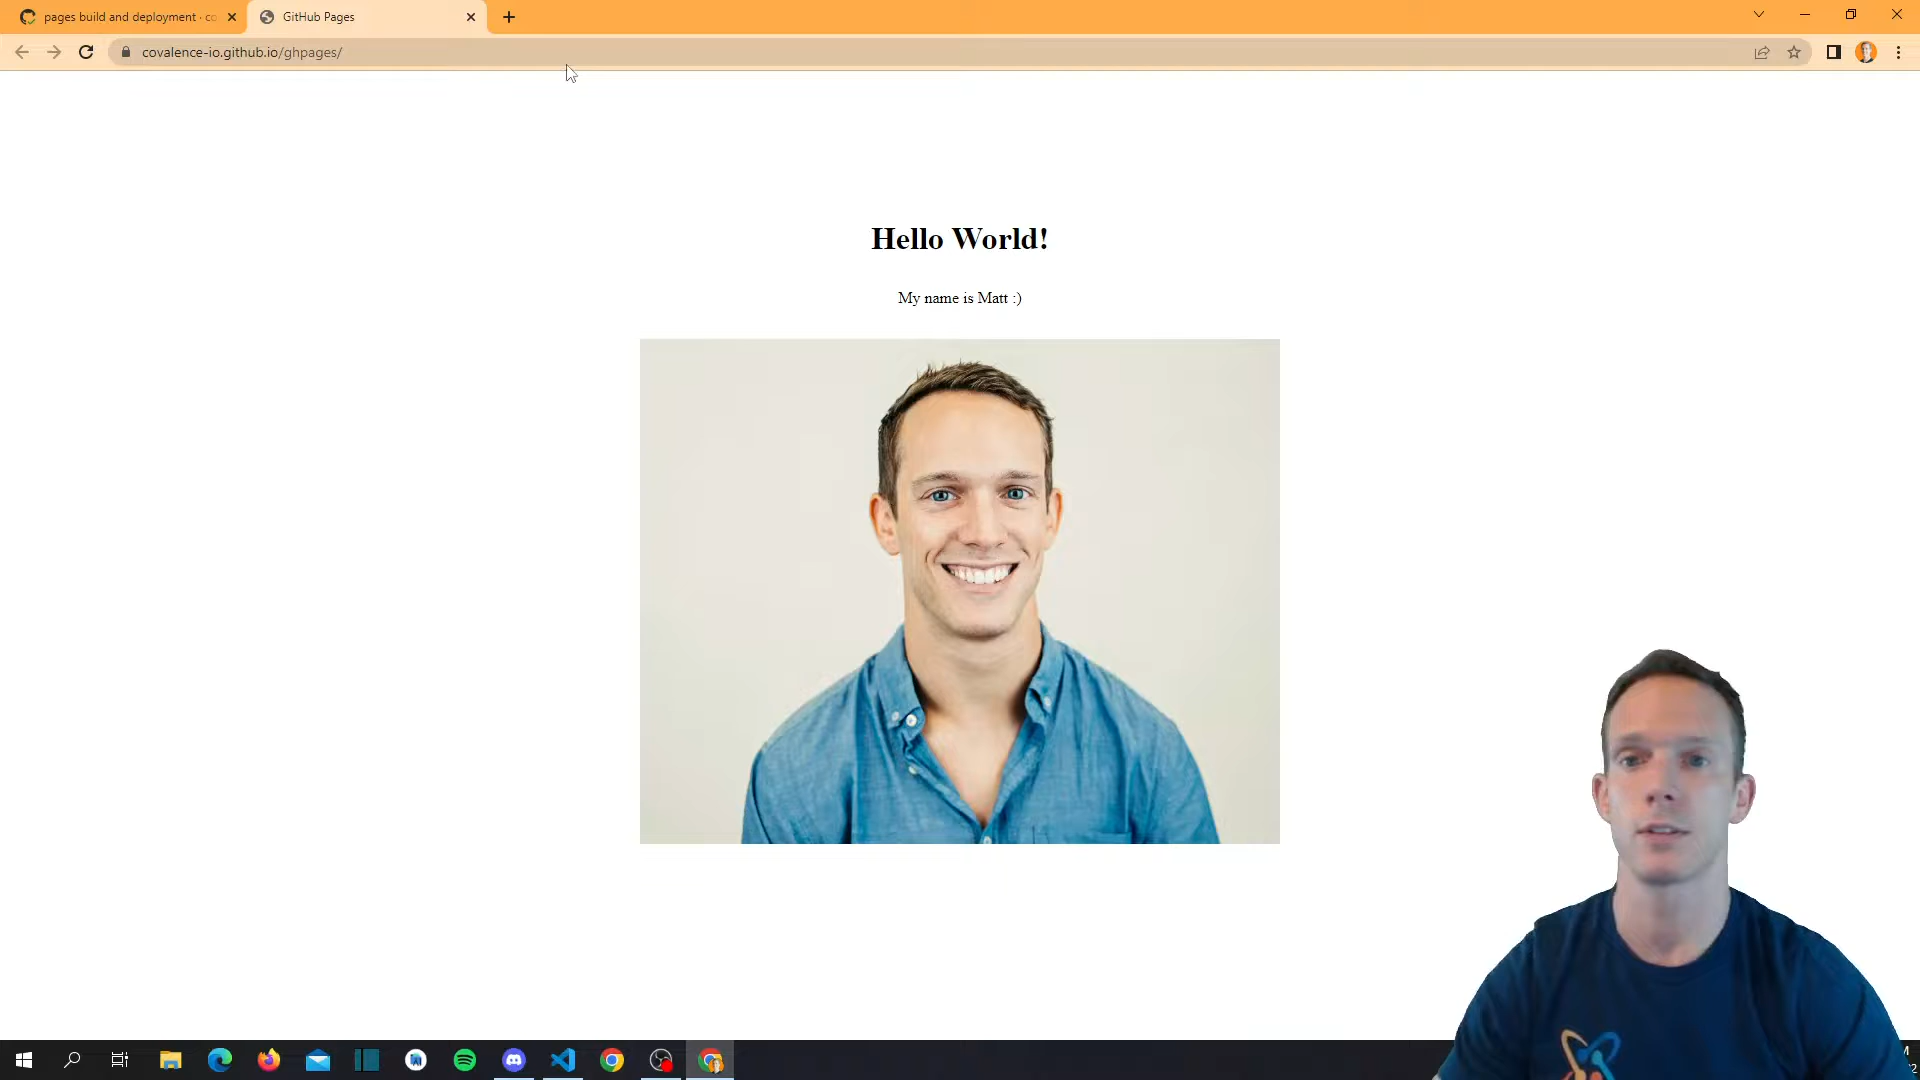 pages build and deployment · co
GitHub Pages
covalence-io.github.io/ghpages/
Hello World!
My name is Matt :)